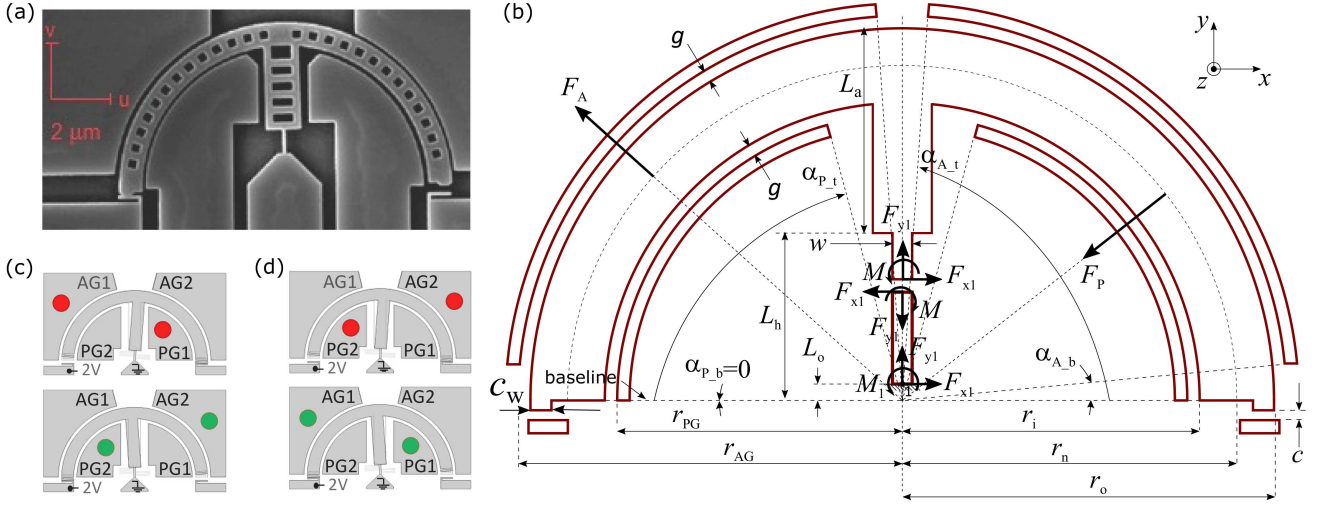 (a)
v
u
2 μm
(b)
g
L_a
F_A
g
α_P_t
α_A_t
y
z
x
F_y1
w
M
F_x1
F_P
F_x1
M
L_h
F_y1
F_y1
L_o
α_P_b=0
M_1
F_x1
α_A_b
baseline
c_w
r_PG
r_i
r_AG
r_n
r_o
c
(c)
AG1 AG2
PG2 PG1
2V
AG1 AG2
PG2 PG1
2V
(d)
AG1 AG2
PG2 PG1
2V
AG1 AG2
PG2 PG1
2V